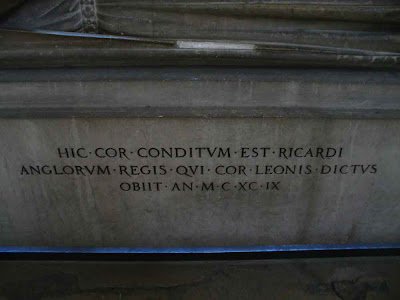 HIC·COR·CONDITVM·EST·RICARDI
ANGLORVM·REGIS·QVI·COR·LEONIS·DICTVS
OBIIT·AN·M·C·XC·IX